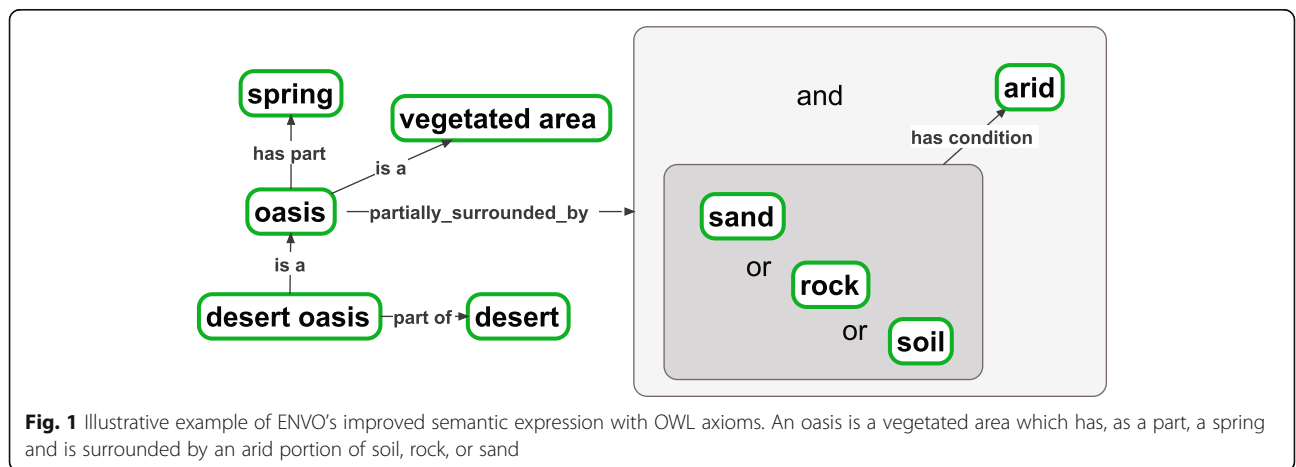 spring
vegetated area
and
arid
has condition
has part
is a
oasis
partially_surrounded_by
sand
or
is a
rock
desert oasis
part of
desert
or
soil
Fig. 1 Illustrative example of ENVO's improved semantic expression with OWL axioms. An oasis is a vegetated area which has, as a part, a spring
and is surrounded by an arid portion of soil, rock, or sand